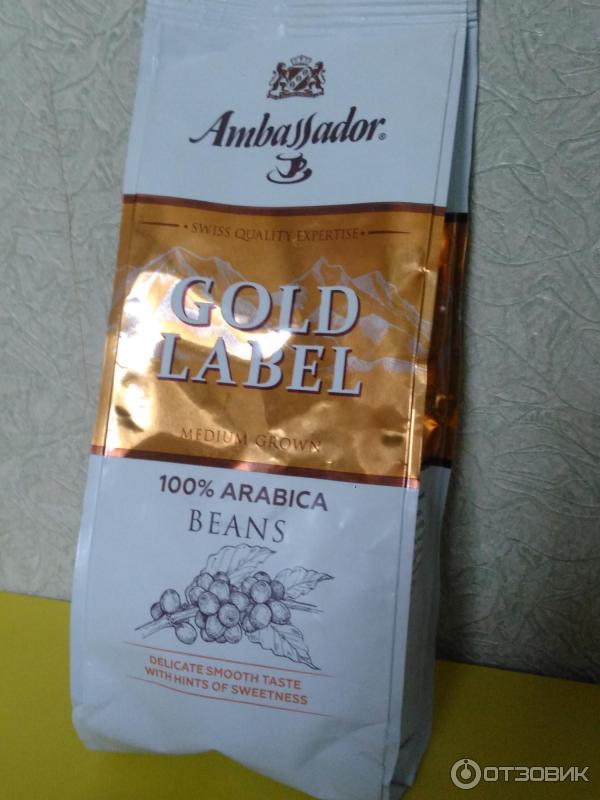 Ambassador®
• SWISS QUALITY EXPERTISE •
GOLD
LABEL
MEDIUM GROWN
100% ARABICA
BEANS
DELICATE SMOOTH TASTE
WITH HINTS OF SWEETNESS
ОТЗОВИК